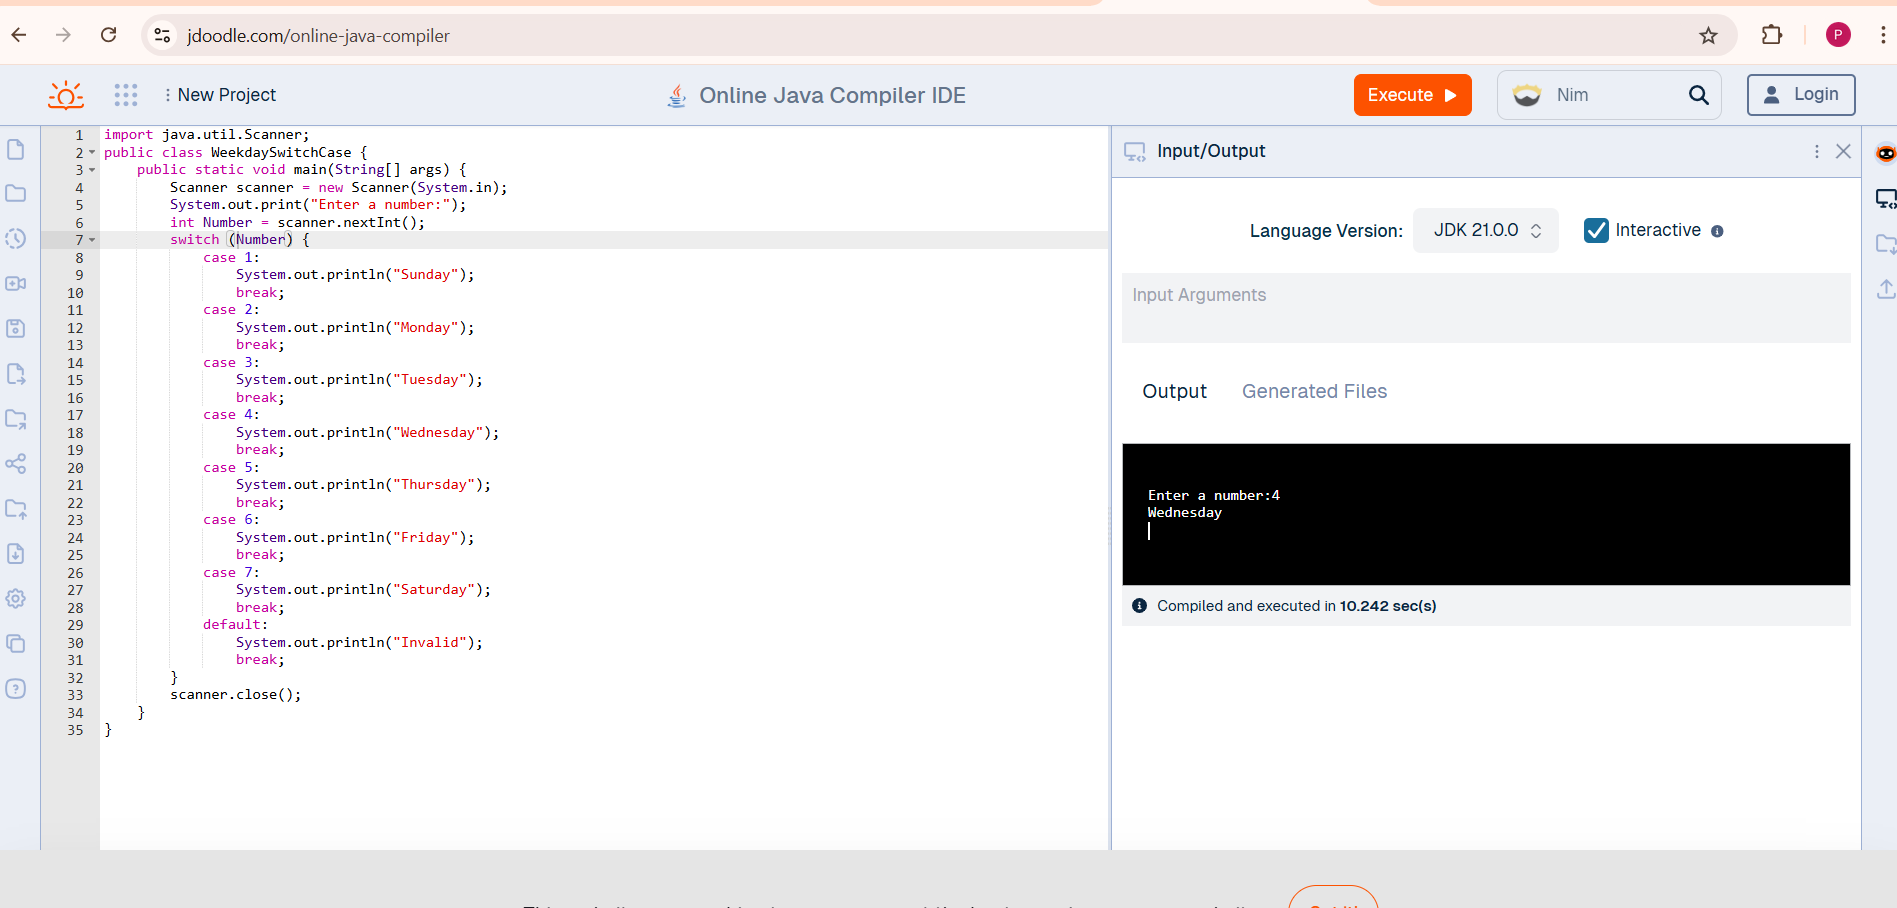 jdoodle.com/online-java-compiler
P
New Project
Online Java Compiler IDE
Execute
Nim
Login
1 import java.util.Scanner;
2 public class WeekdaySwitchCase {
3 public static void main(String[] args) {
4 Scanner scanner = new Scanner(System.in);
5 System.out.print("Enter a number:");
6 int Number = scanner.nextInt();
7 switch (Number) {
8 case 1:
9 System.out.println("Sunday");
10 break;
11 case 2:
12 System.out.println("Monday");
13 break;
14 case 3:
15 System.out.println("Tuesday");
16 break;
17 case 4:
18 System.out.println("Wednesday");
19 break;
20 case 5:
21 System.out.println("Thursday");
22 break;
23 case 6:
24 System.out.println("Friday");
25 break;
26 case 7:
27 System.out.println("Saturday");
28 break;
29 default:
30 System.out.println("Invalid");
31 break;
32 }
33 scanner.close();
34 }
35 }
Input/Output
Language Version: JDK 21.0.0 Interactive
Input Arguments
Output Generated Files
Enter a number:4
Wednesday
Compiled and executed in 10.242 sec(s)